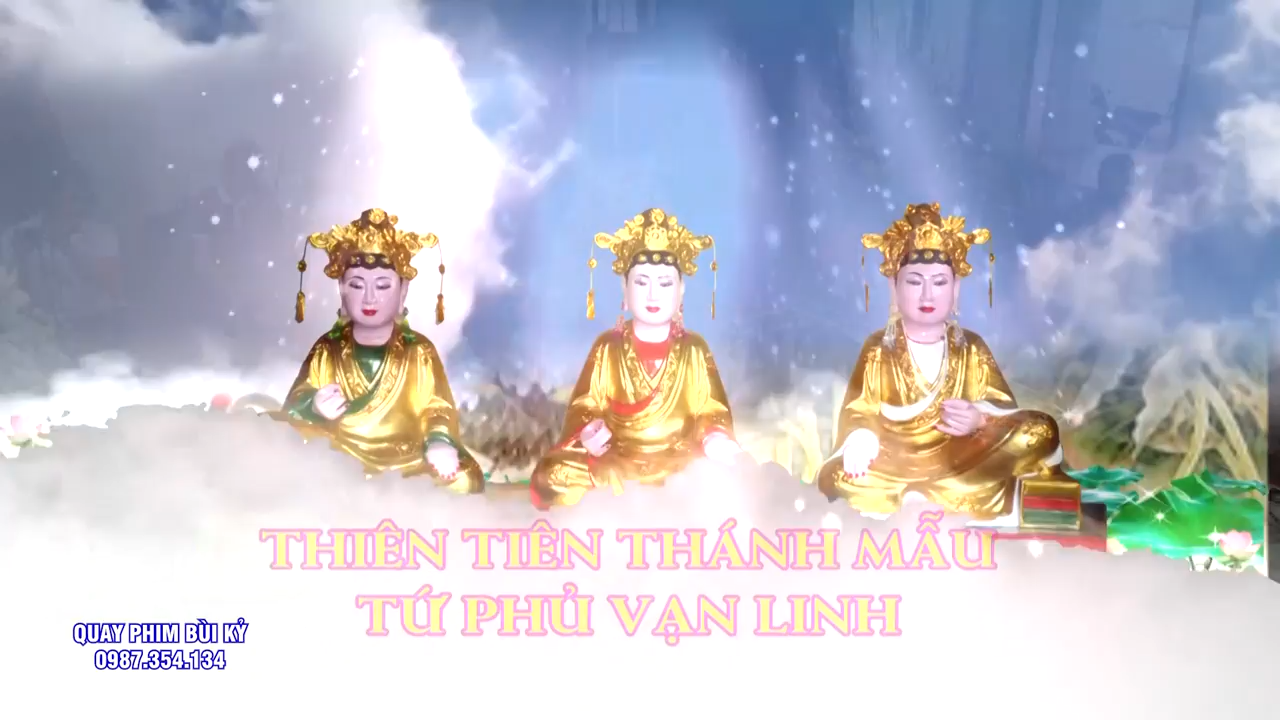 THIÊN TIÊN THÁNH MẪU
TỨ PHỦ VẠN LINH
QUAY PHIM BÙI KỶ
0987.354.134